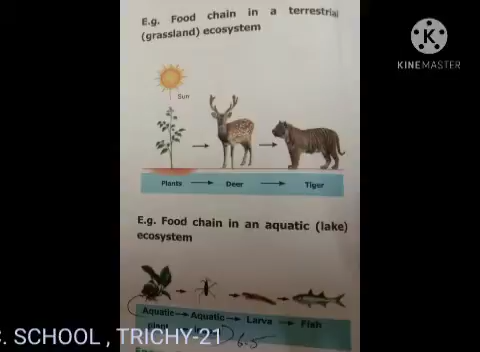 E.g. Food chain in a terrestrial
(grassland) ecosystem
KINEMASTER
Sun
Plants Deer Tiger
E.g. Food chain in an aquatic (lake)
ecosystem
Aquatic Aquatic Larva Fish
plant
C. SCHOOL , TRICHY-21